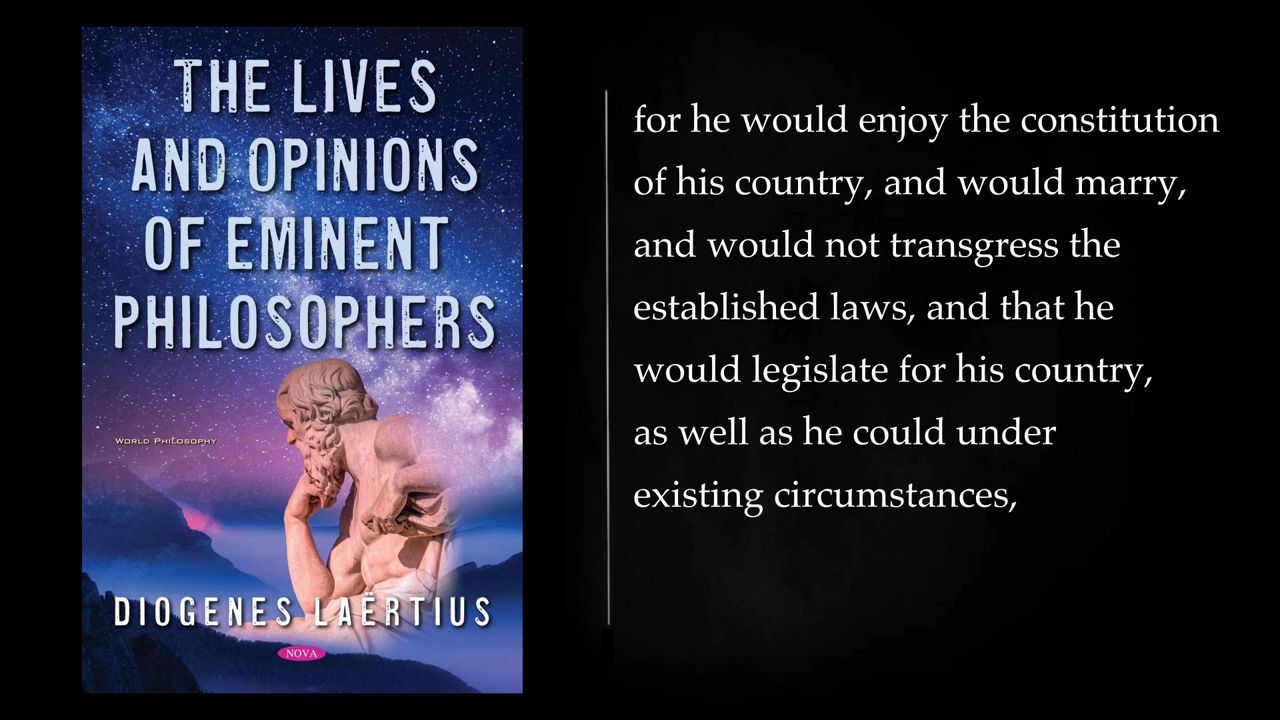 THE LIVES
AND OPINIONS
OF EMINENT
PHILOSOPHERS
WORLD PHILOSOPHY
DIOGENES LAËRTIUS
NOVA
for he would enjoy the constitution
of his country, and would marry,
and would not transgress the
established laws, and that he
would legislate for his country,
as well as he could under
existing circumstances,